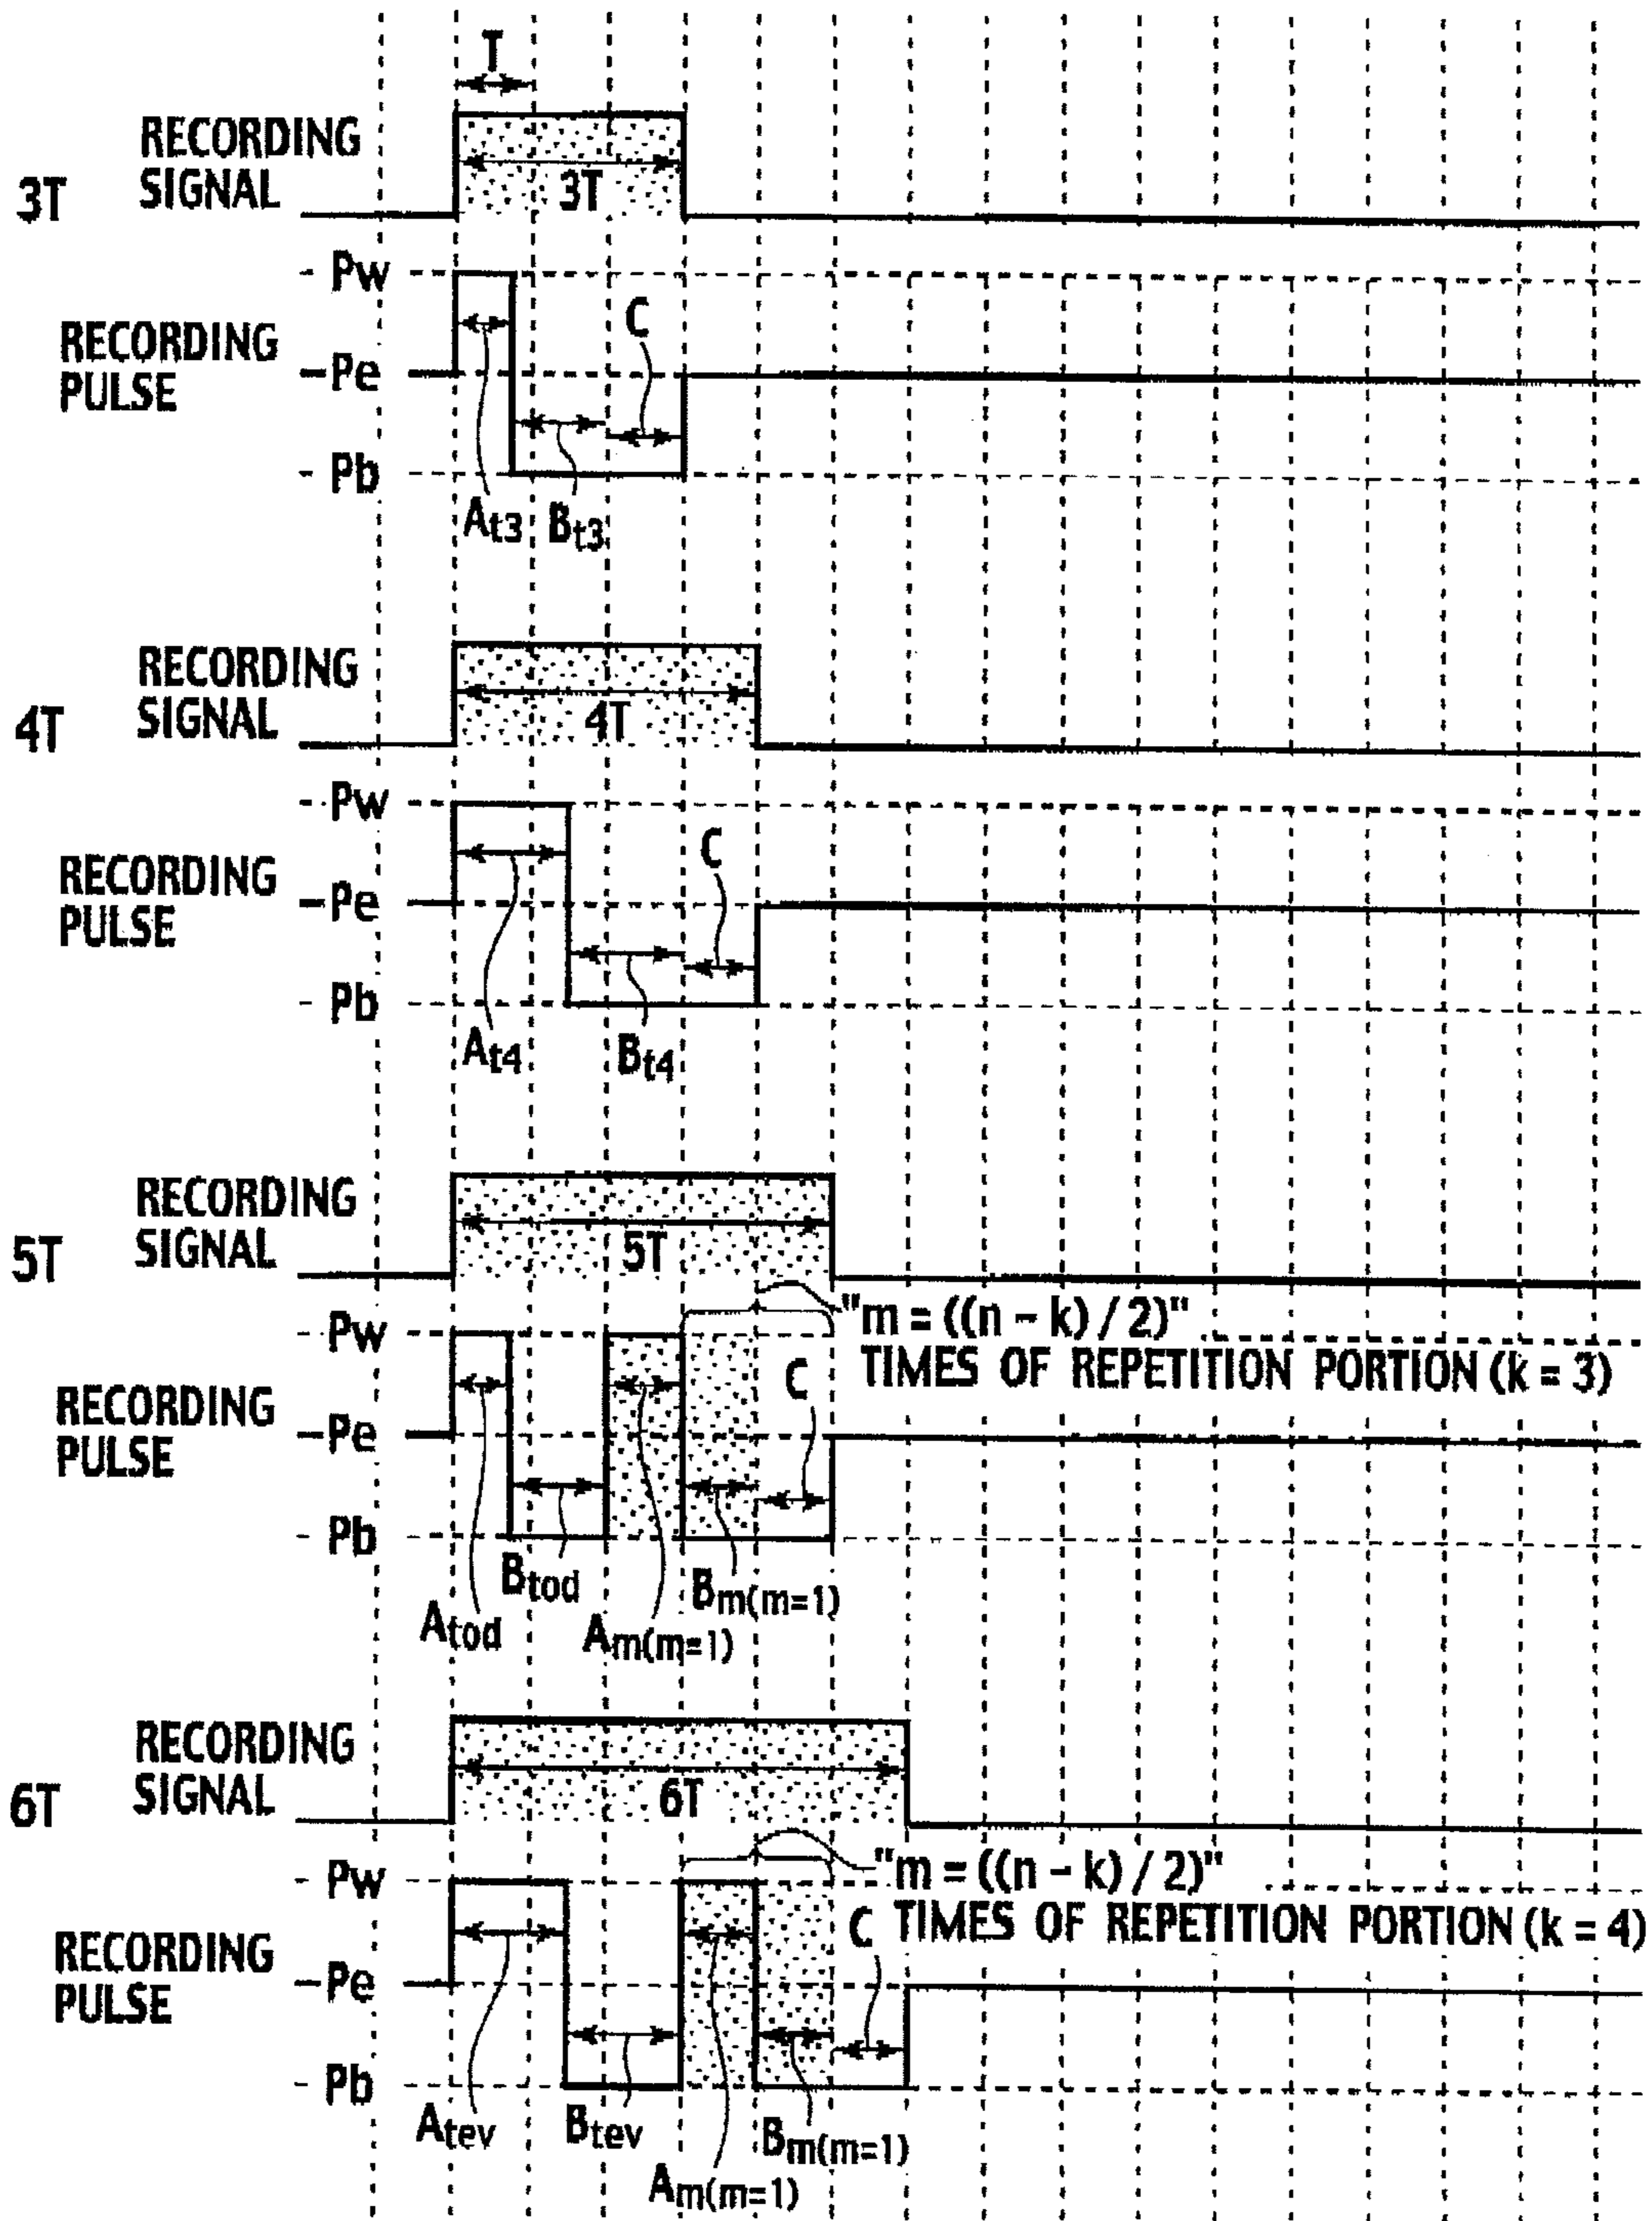 T
RECORDING
SIGNAL
3T
3T
Pw
C
RECORDING
PULSE
Pe
Pb
At3
Bt3
RECORDING
SIGNAL
4T
4T
Pw
C
RECORDING
PULSE
Pe
Pb
At4
Bt4
RECORDING
SIGNAL
5T
5T
"m = ((n - k) / 2)"
TIMES OF REPETITION PORTION (k = 3)
Pw
C
RECORDING
PULSE
Pe
Pb
Btod
Bm(m=1)
Atod
Am(m=1)
RECORDING
SIGNAL
6T
6T
"m = ((n - k) / 2)"
TIMES OF REPETITION PORTION (k = 4)
Pw
C
RECORDING
PULSE
Pe
Pb
Atev
Btev
Bm(m=1)
Am(m=1)